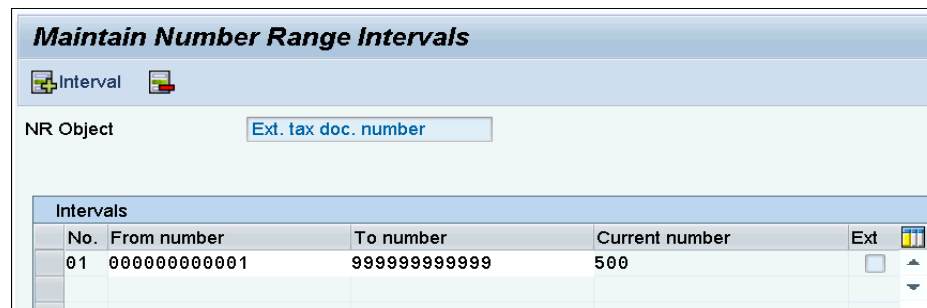 Maintain Number Range Intervals
Interval
NR Object Ext. tax doc. number
Intervals
No. From number To number Current number Ext
01 000000000001 999999999999 500